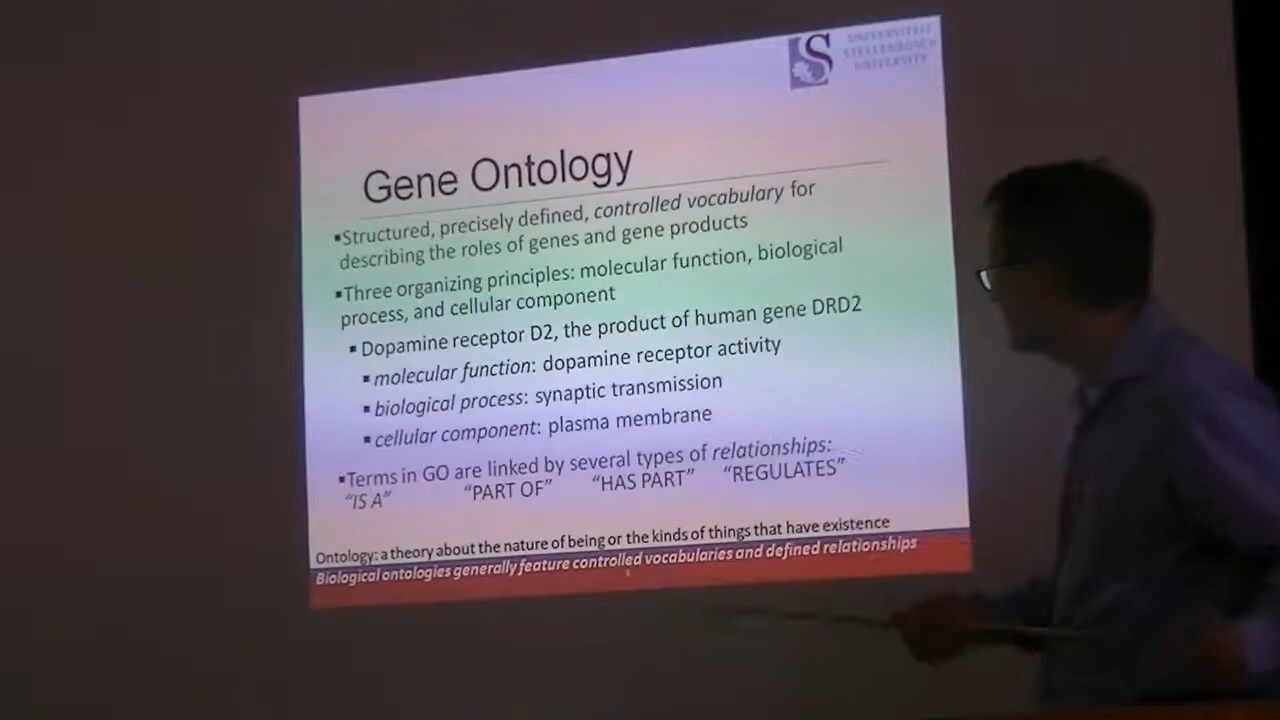 UNIVERSITEIT
STELLENBOSCH
UNIVERSITY
Gene Ontology
▪Structured, precisely defined, controlled vocabulary for
describing the roles of genes and gene products
▪Three organizing principles: molecular function, biological
process, and cellular component
▪ Dopamine receptor D2, the product of human gene DRD2
▪ molecular function: dopamine receptor activity
▪ biological process: synaptic transmission
▪ cellular component: plasma membrane
▪Terms in GO are linked by several types of relationships:
“IS A” “PART OF” “HAS PART” “REGULATES”
Ontology: a theory about the nature of being or the kinds of things that have existence
Biological ontologies generally feature controlled vocabularies and defined relationships